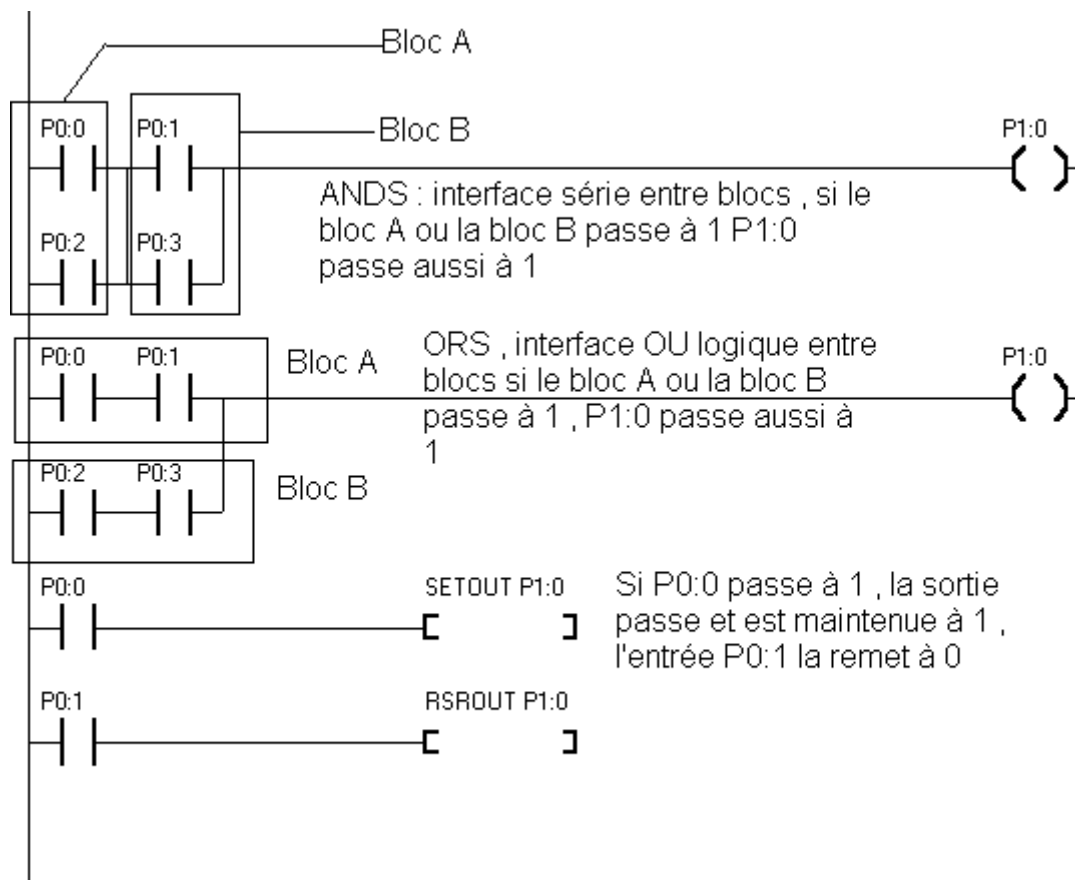 Bloc A
P0:0
P0:1
Bloc B
P1:0
ANDS : interface série entre blocs , si le
bloc A ou la bloc B passe à 1 P1:0
passe aussi à 1
P0:2
P0:3
P0:0
P0:1
Bloc A
ORS , interface OU logique entre
blocs si le bloc A ou la bloc B
passe à 1 , P1:0 passe aussi à
1
P1:0
P0:2
P0:3
Bloc B
P0:0
SETOUT P1:0
Si P0:0 passe à 1 , la sortie
passe et est maintenue à 1 ,
l'entrée P0:1 la remet à 0
P0:1
RSROUT P1:0